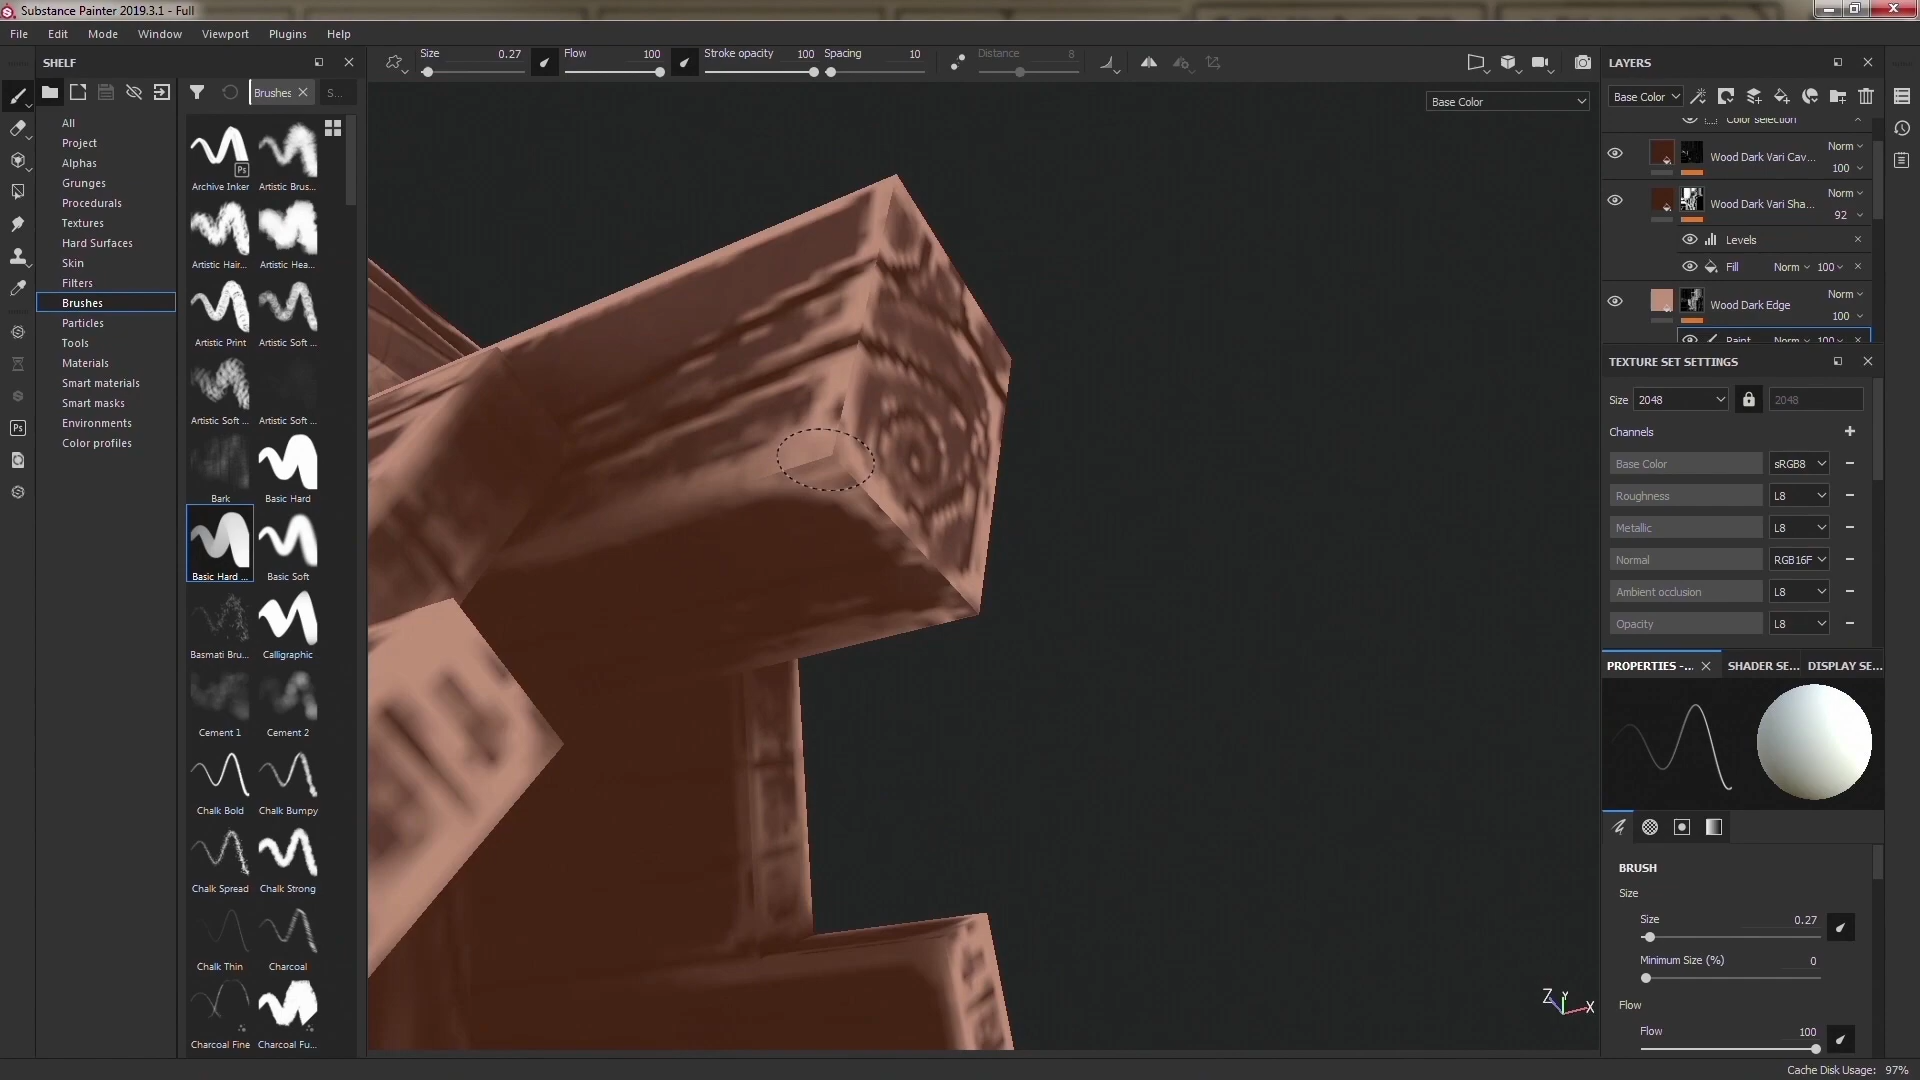 Substance Painter 2019.3.1 - Full
File Edit Mode Window Viewport Plugins Help
SHELF
Size 0.27 Flow 100 Stroke opacity 100 Spacing 10 Distance 8
Brushes S...
Base Color
All
Project
Alphas
Grunges
Procedurals
Textures
Hard Surfaces
Skin
Filters
Brushes
Particles
Tools
Materials
Smart materials
Smart masks
Environments
Color profiles
Ps
Ps
Archive Inker Artistic Brus...
Artistic Hair... Artistic Hea...
Artistic Print Artistic Soft ...
Artistic Soft ... Artistic Soft ...
Bark Basic Hard
Basic Hard ... Basic Soft
Basmati Bru... Calligraphic
Cement 1 Cement 2
Chalk Bold Chalk Bumpy
Chalk Spread Chalk Strong
Chalk Thin Charcoal
Charcoal Fine Charcoal Fu...
Z Y X
LAYERS
Base Color
Color selection
Wood Dark Vari Cav... Norm 100
Wood Dark Vari Sha... Norm 92
Levels
Fill Norm 100
Wood Dark Edge Norm 100
Paint Norm 100
TEXTURE SET SETTINGS
Size 2048 2048
Channels
Base Color sRGB8
Roughness L8
Metallic L8
Normal RGB16F
Ambient occlusion L8
Opacity L8
PROPERTIES -... SHADER SE... DISPLAY SE...
BRUSH
Size
Size 0.27
Minimum Size (%) 0
Flow
Flow 100
Cache Disk Usage: 97%